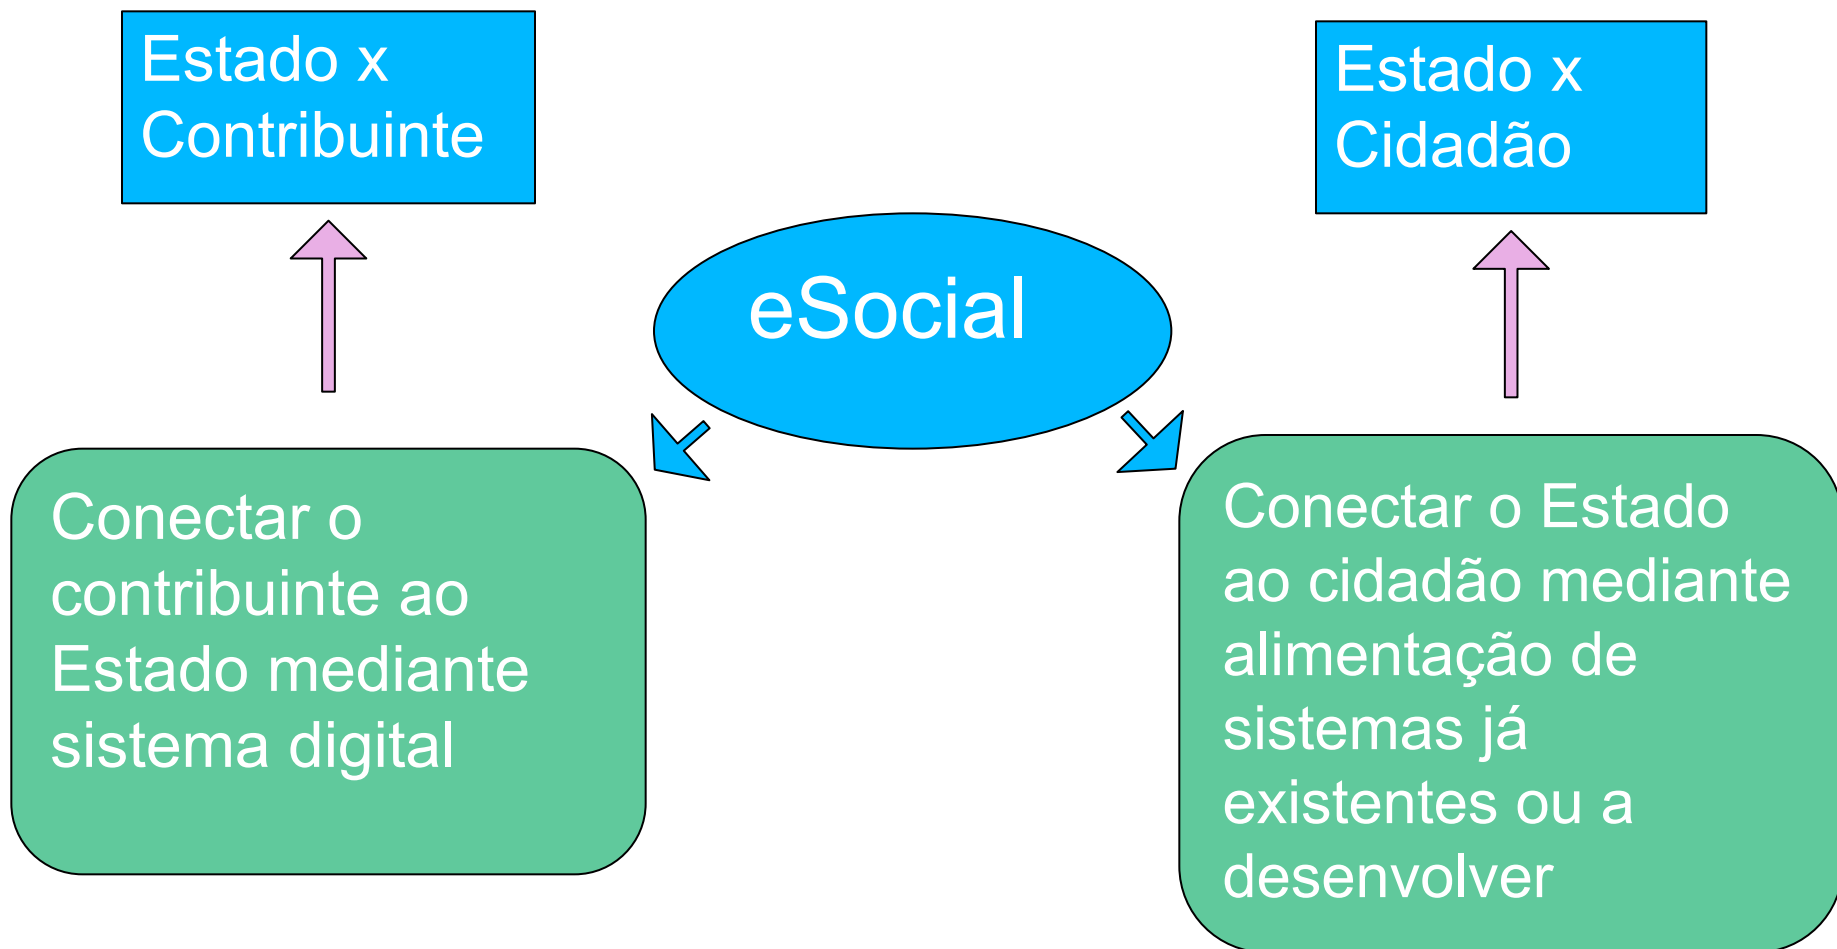 Estado x
Contribuinte
Estado x
Cidadão
eSocial
Conectar o
contribuinte ao
Estado mediante
sistema digital
Conectar o Estado
ao cidadão mediante
alimentação de
sistemas já
existentes ou a
desenvolver